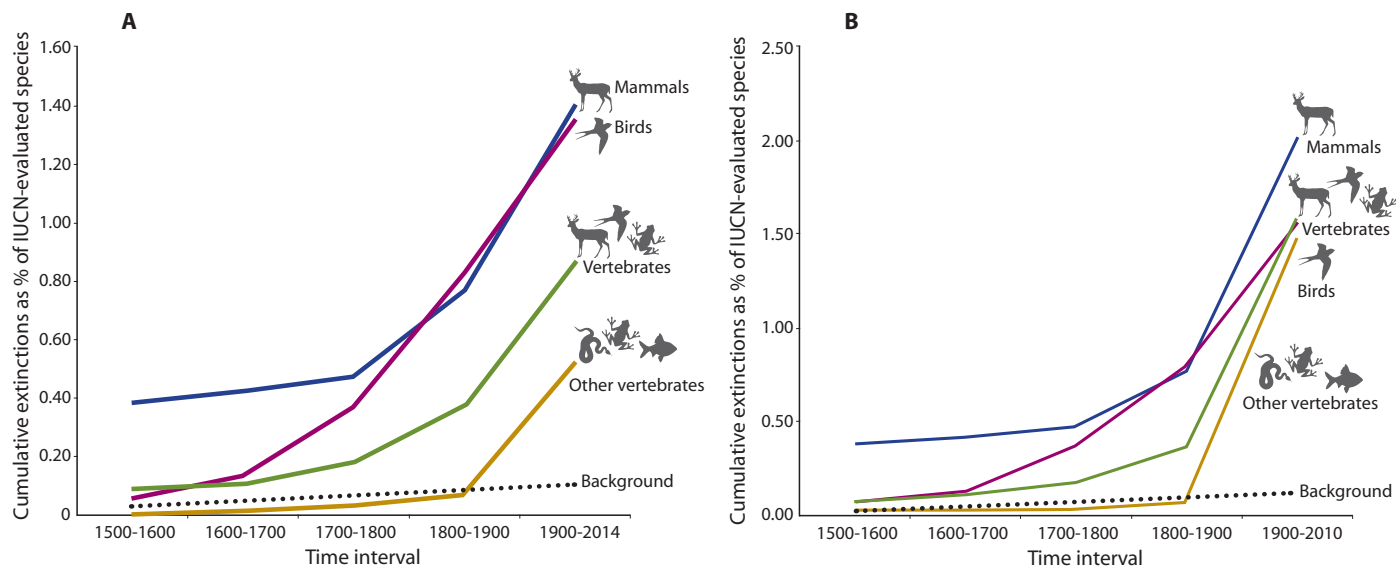 A
Cumulative extinctions as % of IUCN-evaluated species
1.60
1.40
1.20
1.00
0.80
0.60
0.40
0.20
0
Mammals
Birds
Vertebrates
Other vertebrates
Background
1500-1600 1600-1700 1700-1800 1800-1900 1900-2014
Time interval
B
Cumulative extinctions as % of IUCN-evaluated species
2.50
2.00
1.50
1.00
0.50
0.00
Mammals
Vertebrates
Birds
Other vertebrates
Background
1500-1600 1600-1700 1700-1800 1800-1900 1900-2010
Time interval